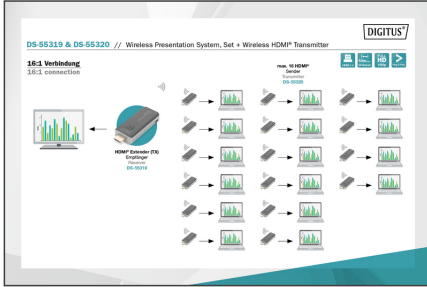 DIGITUS®
DS-55319 & DS-55320 // Wireless Presentation System, Set + Wireless HDMI® Transmitter
16:1 Verbindung
16:1 connection
max. 16 HDMI®
Sender
Transmitter
DS-55320
HD
HDMI® Extender (TX)
Empfänger
Receiver
DS-55319